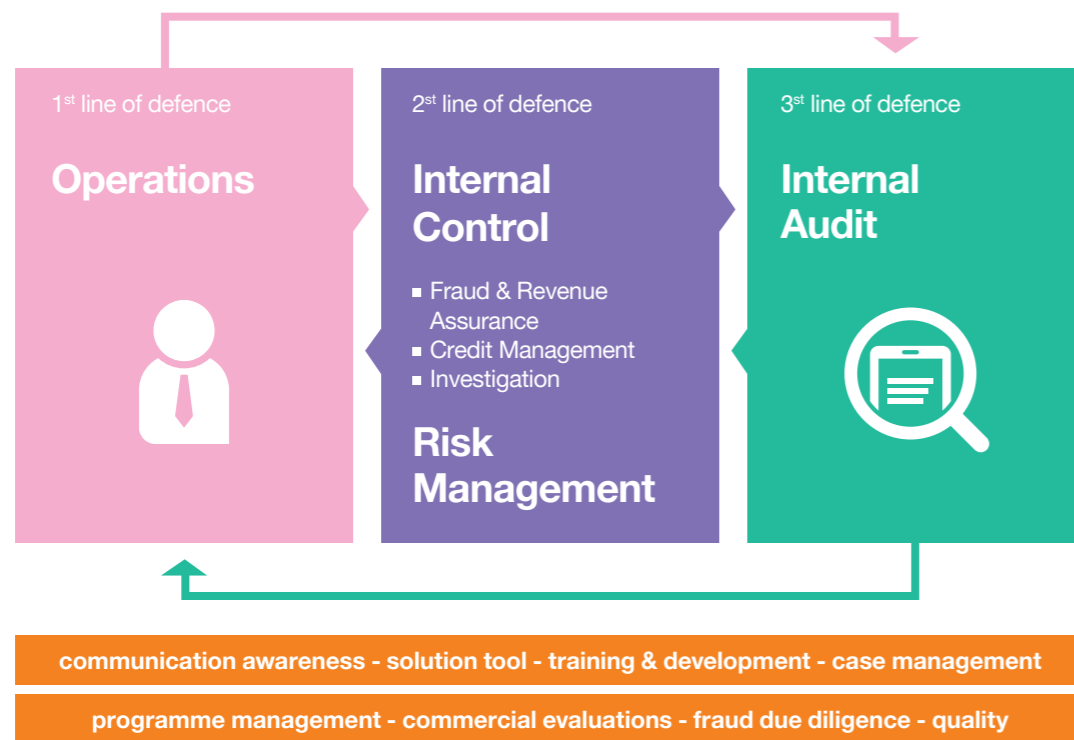 1st line of defence
Operations
2st line of defence
Internal
Control
▪ Fraud & Revenue
Assurance
▪ Credit Management
▪ Investigation
Risk
Management
3st line of defence
Internal
Audit
communication awareness - solution tool - training & development - case management
programme management - commercial evaluations - fraud due diligence - quality